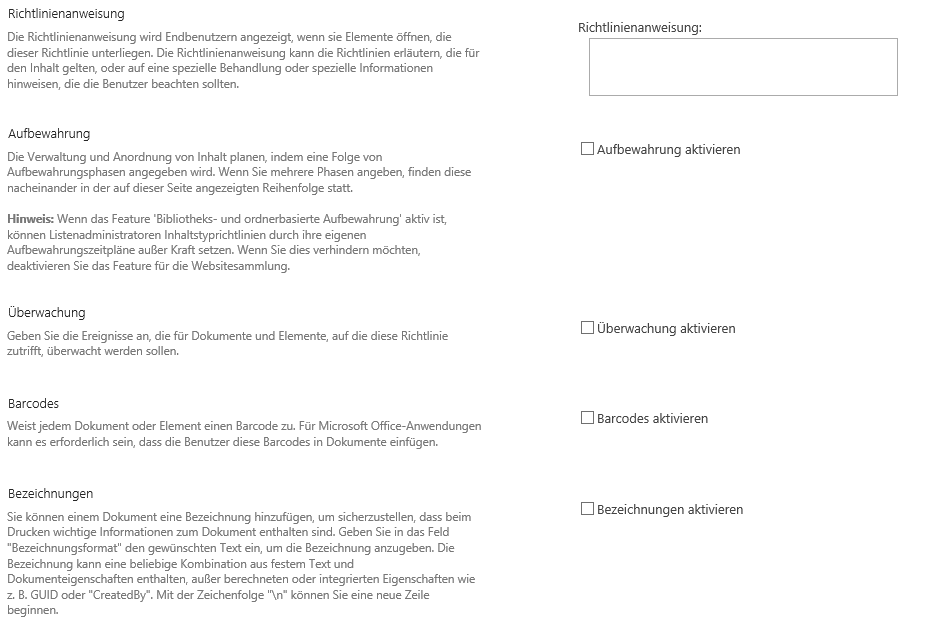 Richtlinienanweisung
Die Richtlinienanweisung wird Endbenutzern angezeigt, wenn sie Elemente öffnen, die
dieser Richtlinie unterliegen. Die Richtlinienanweisung kann die Richtlinien erläutern, die für
den Inhalt gelten, oder auf eine spezielle Behandlung oder spezielle Informationen
hinweisen, die die Benutzer beachten sollten.
Richtlinienanweisung:
Aufbewahrung
Die Verwaltung und Anordnung von Inhalt planen, indem eine Folge von
Aufbewahrungsphasen angegeben wird. Wenn Sie mehrere Phasen angeben, finden diese
nacheinander in der auf dieser Seite angezeigten Reihenfolge statt.
Hinweis: Wenn das Feature 'Bibliotheks- und ordnerbasierte Aufbewahrung' aktiv ist,
können Listenadministratoren Inhaltstyprichtlinien durch ihre eigenen
Aufbewahrungszeitpläne außer Kraft setzen. Wenn Sie dies verhindern möchten,
deaktivieren Sie das Feature für die Websitesammlung.
Aufbewahrung aktivieren
Überwachung
Geben Sie die Ereignisse an, die für Dokumente und Elemente, auf die diese Richtlinie
zutrifft, überwacht werden sollen.
Überwachung aktivieren
Barcodes
Weist jedem Dokument oder Element einen Barcode zu. Für Microsoft Office-Anwendungen
kann es erforderlich sein, dass die Benutzer diese Barcodes in Dokumente einfügen.
Barcodes aktivieren
Bezeichnungen
Sie können einem Dokument eine Bezeichnung hinzufügen, um sicherzustellen, dass beim
Drucken wichtige Informationen zum Dokument enthalten sind. Geben Sie in das Feld
"Bezeichnungsformat" den gewünschten Text ein, um die Bezeichnung anzugeben. Die
Bezeichnung kann eine beliebige Kombination aus festem Text und
Dokumenteigenschaften enthalten, außer berechneten oder integrierten Eigenschaften wie
z. B. GUID oder "CreatedBy". Mit der Zeichenfolge "\n" können Sie eine neue Zeile
beginnen.
Bezeichnungen aktivieren